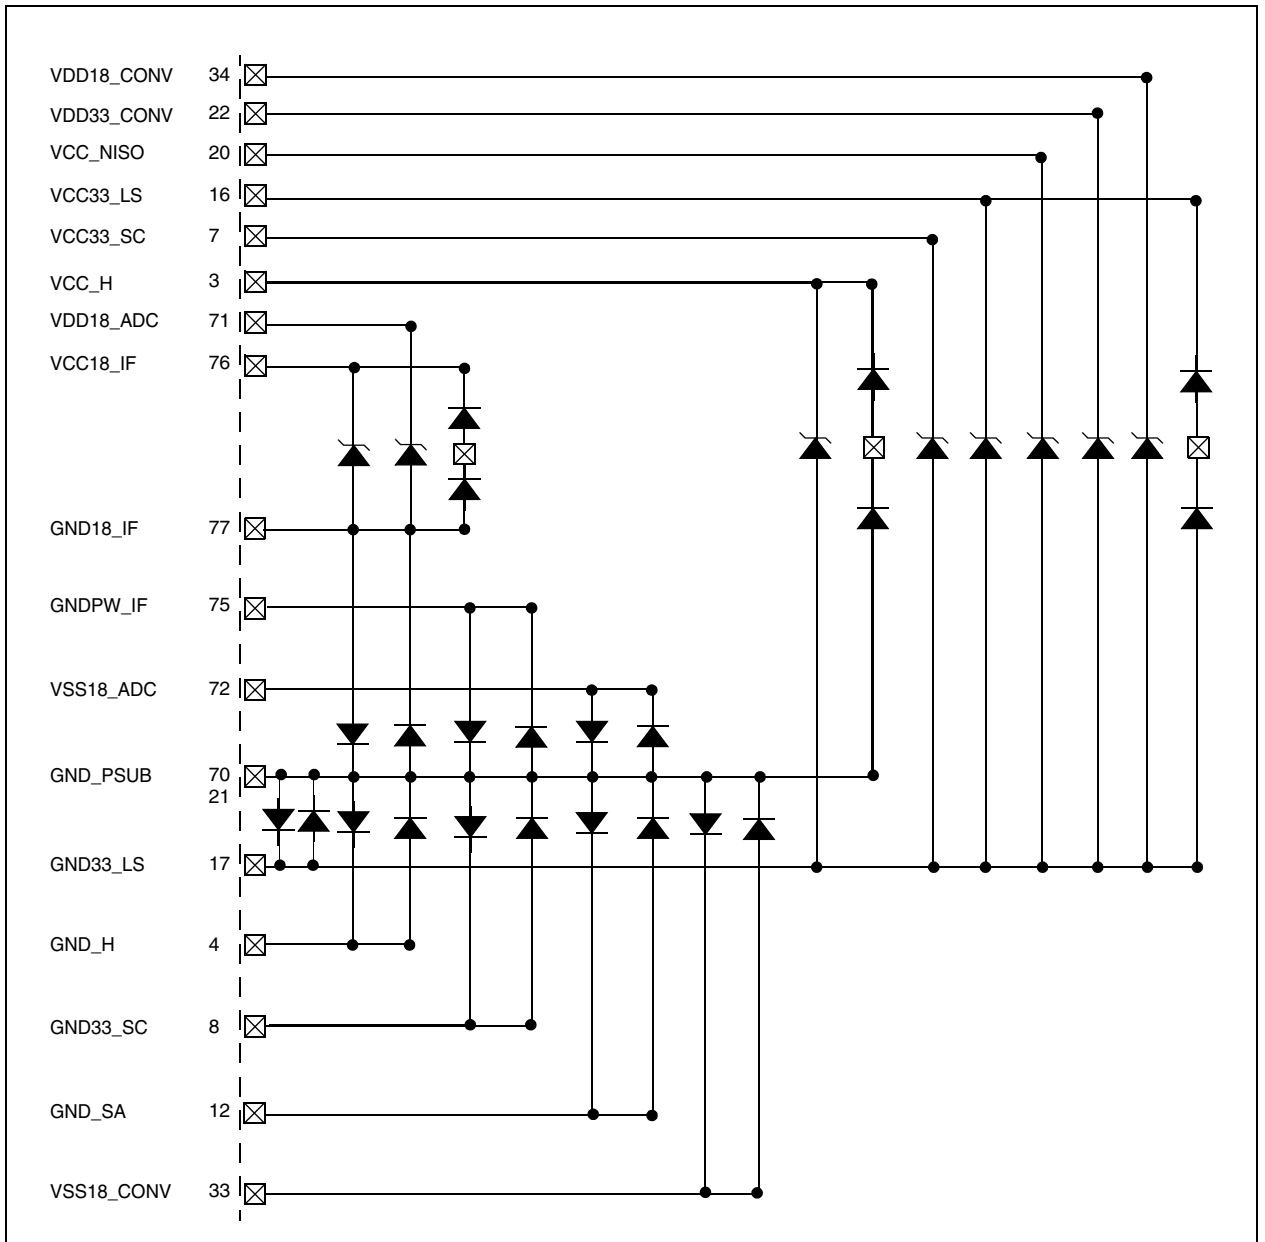 VDD18_CONV 34
VDD33_CONV 22
VCC_NISO 20
VCC33_LS 16
VCC33_SC 7
VCC_H 3
VDD18_ADC 71
VCC18_IF 76
GND18_IF 77
GNDPW_IF 75
VSS18_ADC 72
GND_PSUB 70
21
GND33_LS 17
GND_H 4
GND33_SC 8
GND_SA 12
VSS18_CONV 33